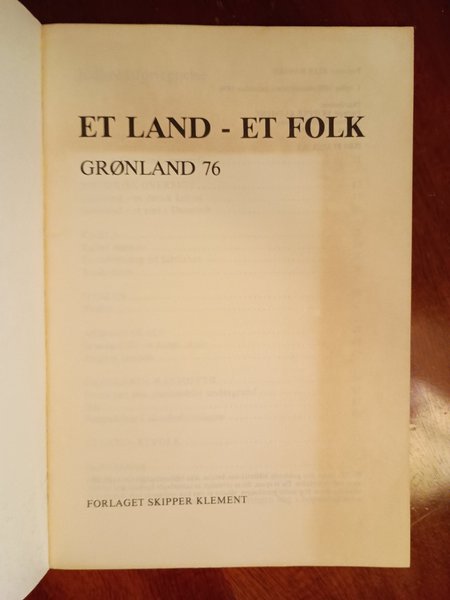 ET LAND - ET FOLK
GRØNLAND 76
FORLAGET SKIPPER KLEMENT